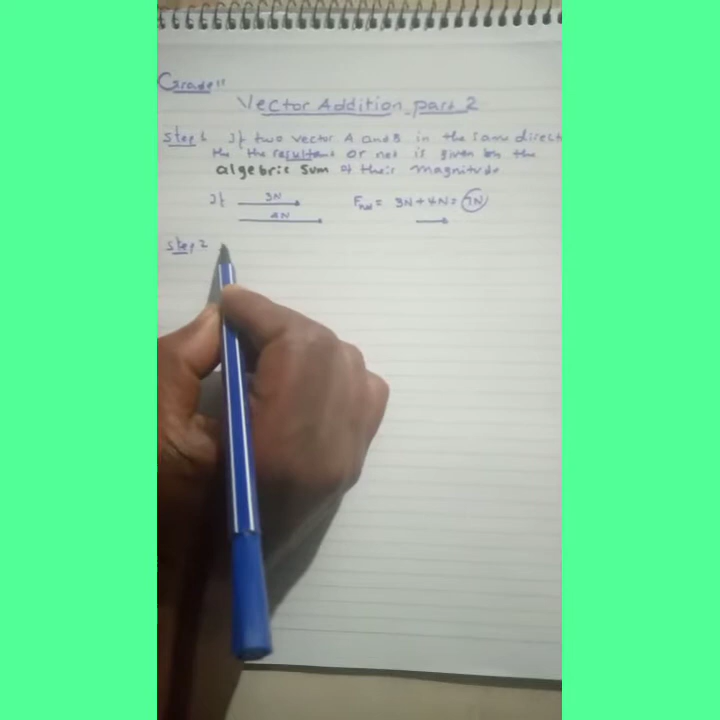 Grade 11
Vector Addition part 2
Step 1 If two vector A and B in the same direct
the the resultant or net is given by the
algebric sum of their magnitude
If 3N Fnet = 3N + 4N = 7N
4N
Step 2